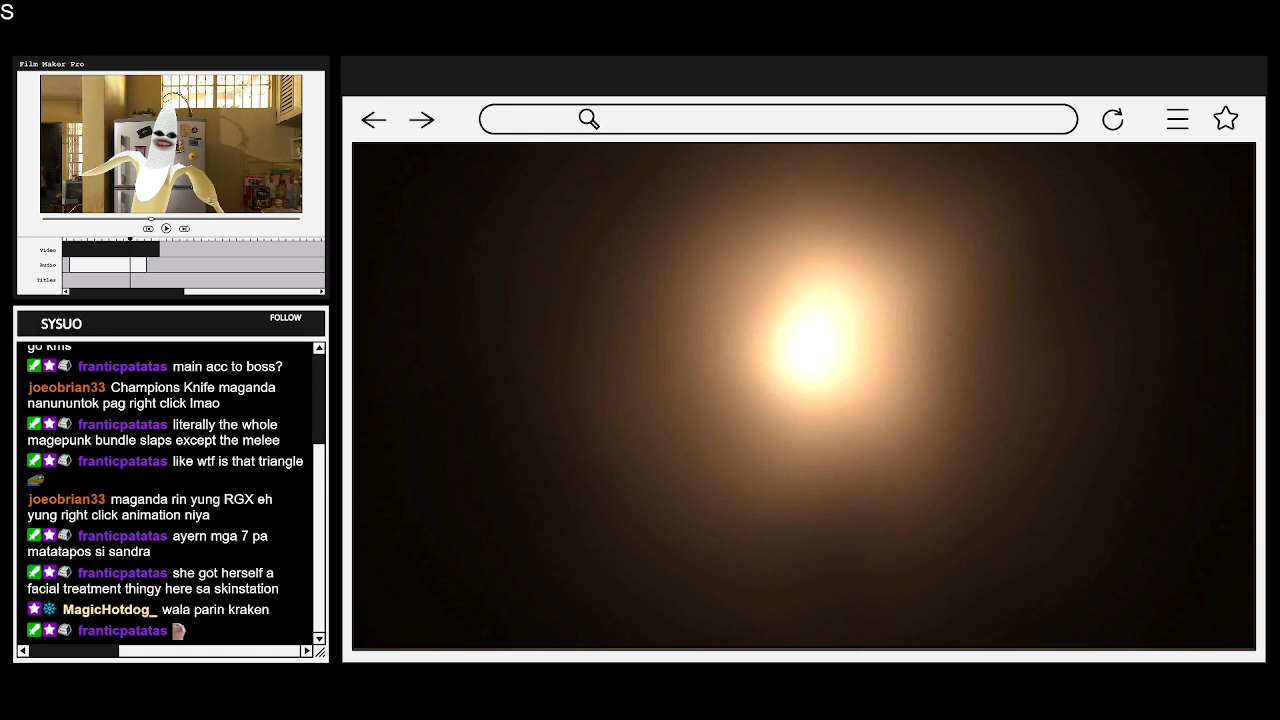 S
Film Maker Pro
Video
Audio
Titles
SYSUO
FOLLOW
go kms
franticpatatas main acc to boss?
joeobrian33 Champions Knife maganda
nanununtok pag right click lmao
franticpatatas literally the whole
magepunk bundle slaps except the melee
franticpatatas like wtf is that triangle
joeobrian33 maganda rin yung RGX eh
yung right click animation niya
franticpatatas ayern mga 7 pa
matatapos si sandra
franticpatatas she got herself a
facial treatment thingy here sa skinstation
MagicHotdog_ wala parin kraken
franticpatatas